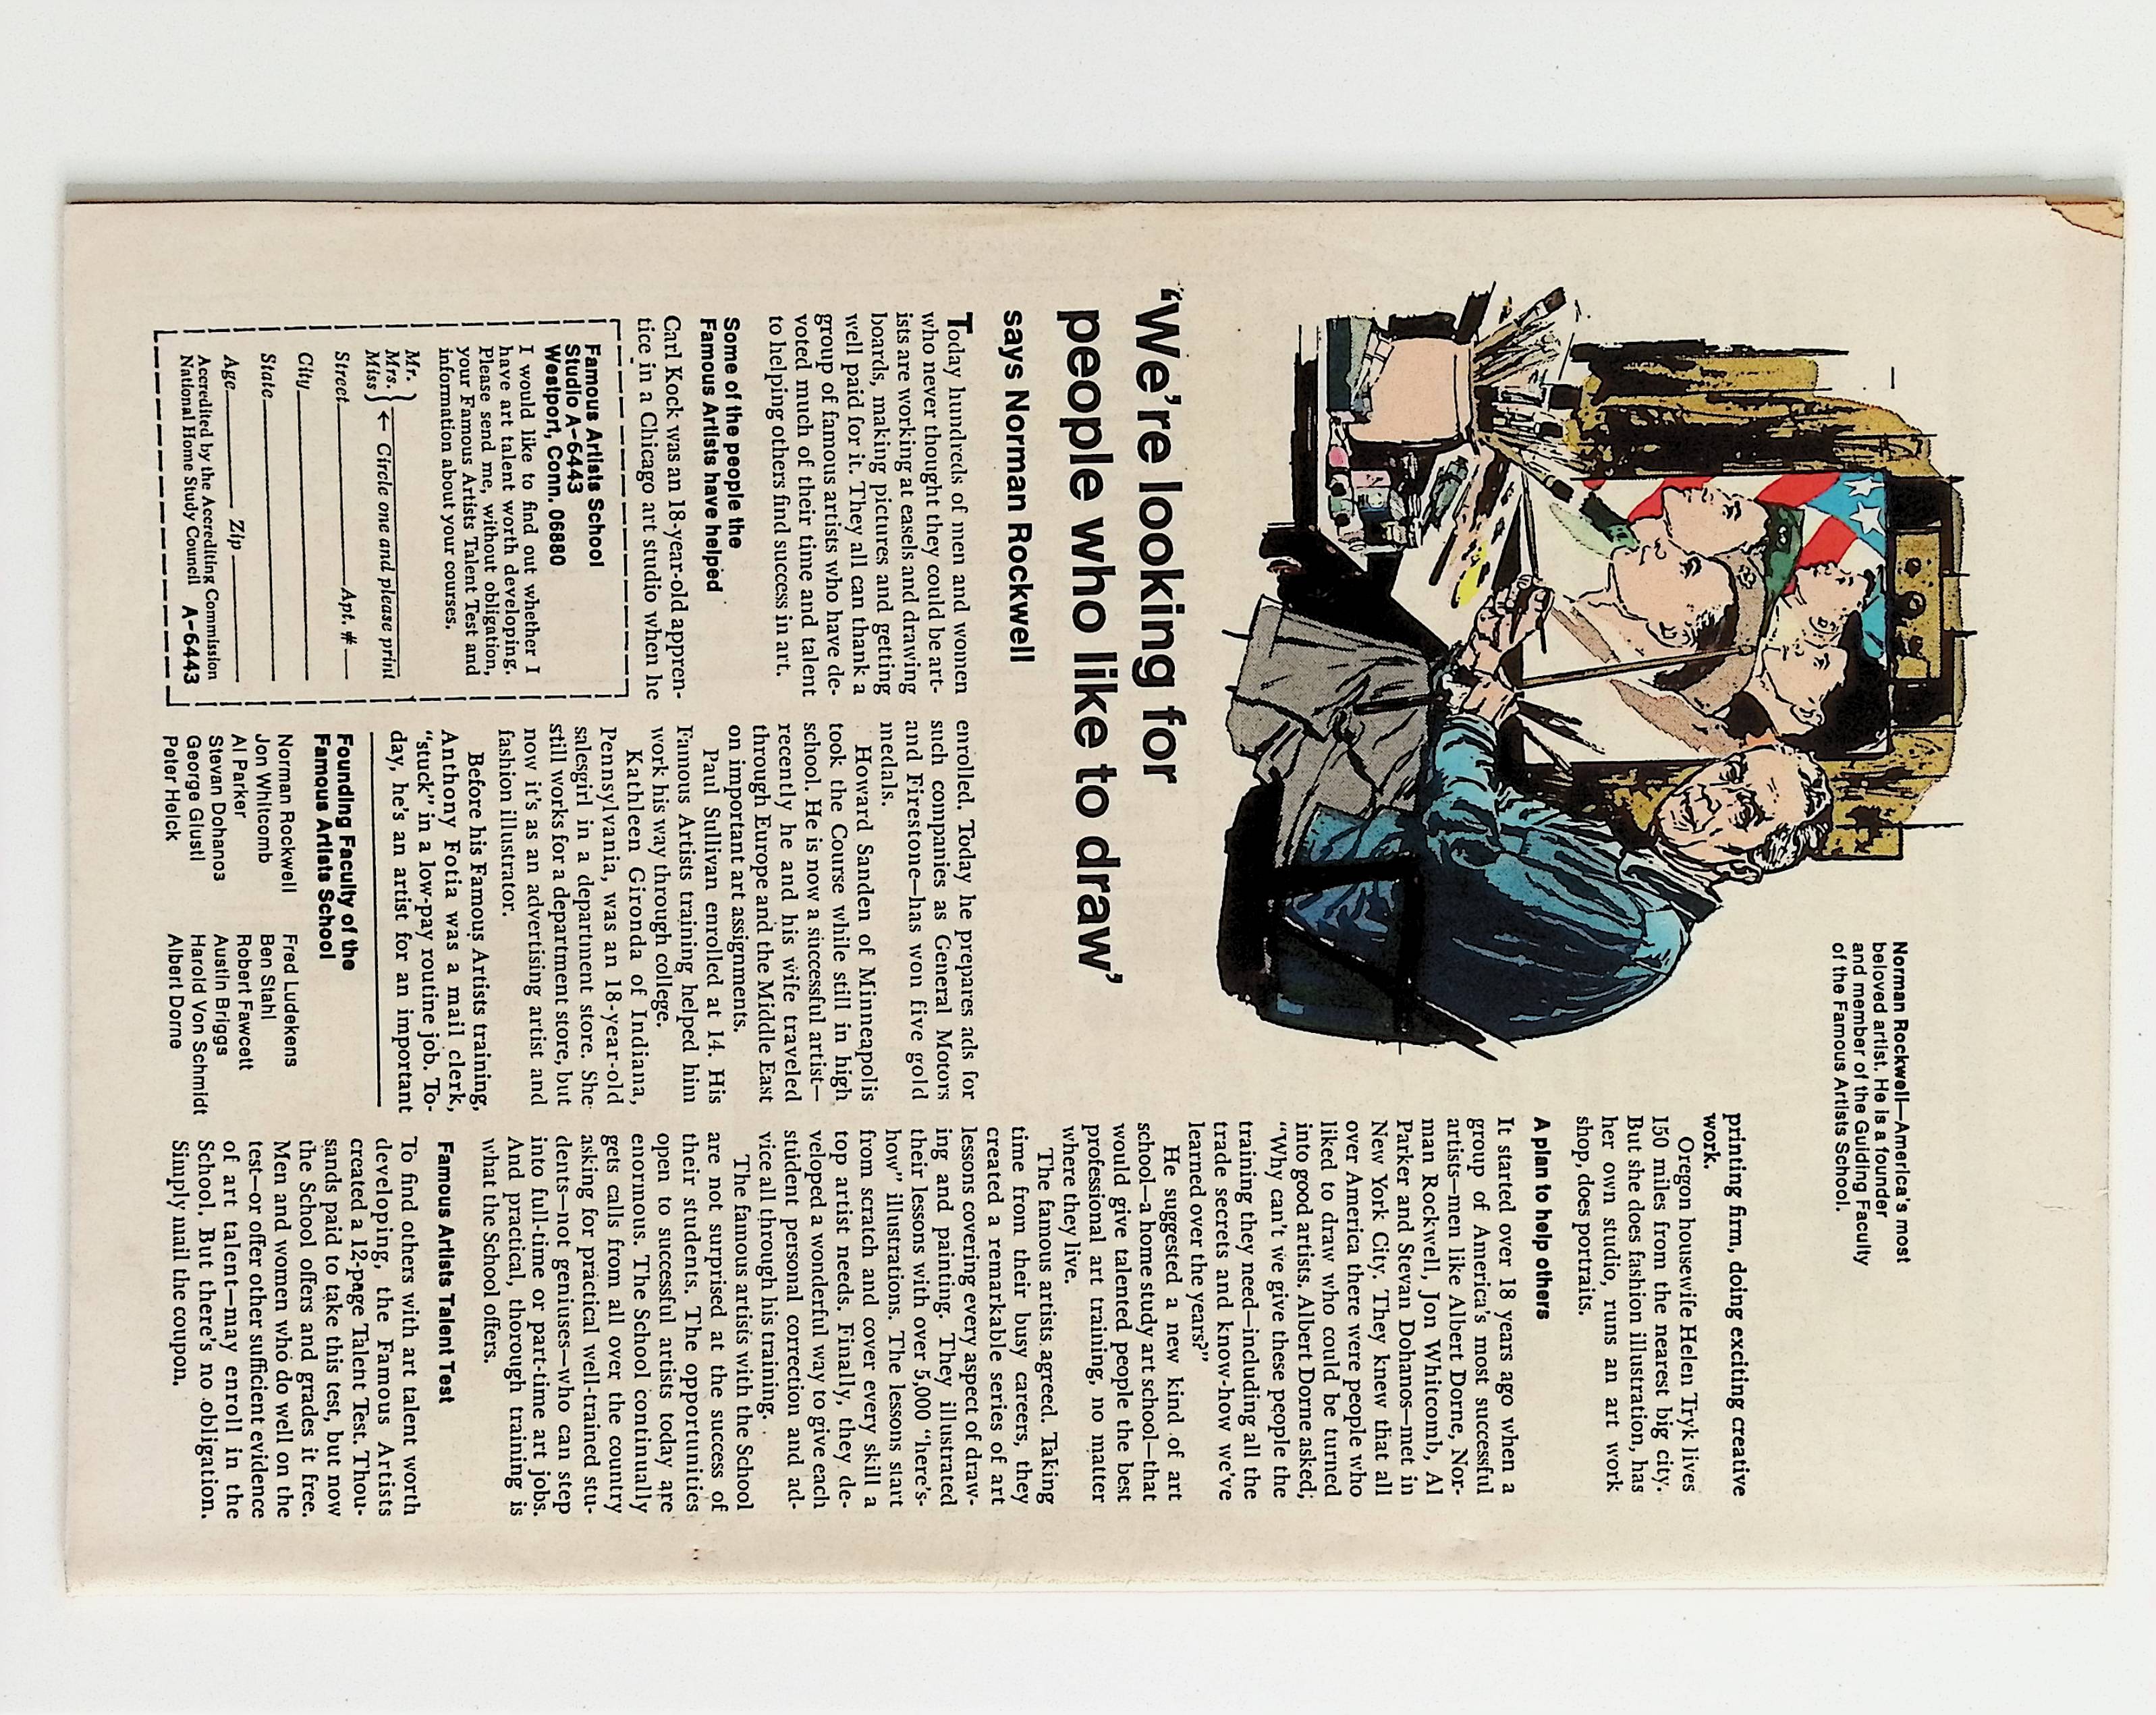 Norman Rockwell—America's most
beloved artist. He is a founder
and member of the Guiding Faculty
of the Famous Artists School.
“We're looking for
people who like to draw”
says Norman Rockwell
Today hundreds of men and women
who never thought they could be art-
ists are working at easels and drawing
boards, making pictures and getting
well paid for it. They all can thank a
group of famous artists who have de-
voted much of their time and talent
to helping others find success in art.
Some of the people the
Famous Artists have helped
Carl Kock was an 18-year-old appren-
tice in a Chicago art studio when he
enrolled. Today he prepares ads for
such companies as General Motors
and Firestone—has won five gold
medals.
Howard Sanden of Minneapolis
took the Course while still in high
school. He is now a successful artist—
recently he and his wife traveled
through Europe and the Middle East
on important art assignments.
Paul Sullivan enrolled at 14. His
Famous Artists training helped him
work his way through college.
Kathleen Gironda of Indiana,
Pennsylvania, was an 18-year-old
salesgirl in a department store. She
still works for a department store, but
now it's as an advertising artist and
fashion illustrator.
Before his Famous Artists training,
Anthony Fotia was a mail clerk,
“stuck” in a low-pay routine job. To-
day, he's an artist for an important
printing firm, doing exciting creative
work.
Oregon housewife Helen Tryk lives
150 miles from the nearest big city.
But she does fashion illustration, has
her own studio, runs an art work
shop, does portraits.
A plan to help others
It started over 18 years ago when a
group of America's most successful
artists—men like Albert Dorne, Nor-
man Rockwell, Jon Whitcomb, Al
Parker and Stevan Dohanos—met in
New York City. They knew that all
over America there were people who
liked to draw who could be turned
into good artists. Albert Dorne asked;
“Why can't we give these people the
training they need—including all the
trade secrets and know-how we've
learned over the years?”
He suggested a new kind of art
school—a home study art school—that
would give talented people the best
professional art training, no matter
where they live.
The famous artists agreed. Taking
time from their busy careers, they
created a remarkable series of art
lessons covering every aspect of draw-
ing and painting. They illustrated
their lessons with over 5,000 “here's-
how” illustrations. The lessons start
from scratch and cover every skill a
top artist needs. Finally, they de-
veloped a wonderful way to give each
student personal correction and ad-
vice all through his training.
The famous artists with the School
are not surprised at the success of
their students. The opportunities
open to successful artists today are
enormous. The School continually
gets calls from all over the country
asking for practical well-trained stu-
dents—not geniuses—who can step
into full-time or part-time art jobs.
And practical, thorough training is
what the School offers.
Famous Artists Talent Test
To find others with art talent worth
developing, the Famous Artists
created a 12-page Talent Test. Thou-
sands paid to take this test, but now
the School offers and grades it free.
Men and women who do well on the
test—or offer other sufficient evidence
of art talent—may enroll in the
School. But there's no obligation.
Simply mail the coupon.
Famous Artists School
Studio A-6443
Westport, Conn. 06880
I would like to find out whether I
have art talent worth developing.
Please send me, without obligation,
your Famous Artists Talent Test and
information about your courses.
Mr.
Mrs.
Miss
← Circle one and please print
Street Apt. #
City
State
Age Zip
Accredited by the Accrediting Commission
National Home Study Council A-6443
Founding Faculty of the
Famous Artists School
Norman Rockwell
Jon Whitcomb
Al Parker
Stevan Dohanos
George Giusti
Peter Helck
Fred Ludekens
Ben Stahl
Robert Fawcett
Austin Briggs
Harold Von Schmidt
Albert Dorne